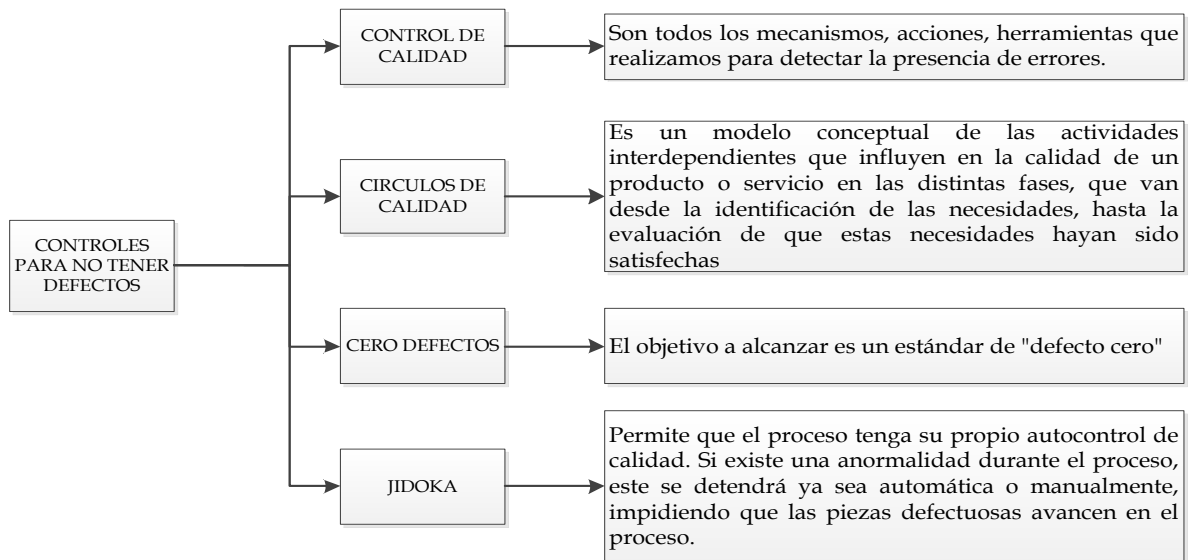 CONTROLES
PARA NO TENER
DEFECTOS
CONTROL DE
CALIDAD
Son todos los mecanismos, acciones, herramientas que
realizamos para detectar la presencia de errores.
CIRCULOS DE
CALIDAD
Es un modelo conceptual de las actividades
interdependientes que influyen en la calidad de un
producto o servicio en las distintas fases, que van
desde la identificación de las necesidades, hasta la
evaluación de que estas necesidades hayan sido
satisfechas
CERO DEFECTOS
El objetivo a alcanzar es un estándar de "defecto cero"
JIDOKA
Permite que el proceso tenga su propio autocontrol de
calidad. Si existe una anormalidad durante el proceso,
este se detendrá ya sea automática o manualmente,
impidiendo que las piezas defectuosas avancen en el
proceso.